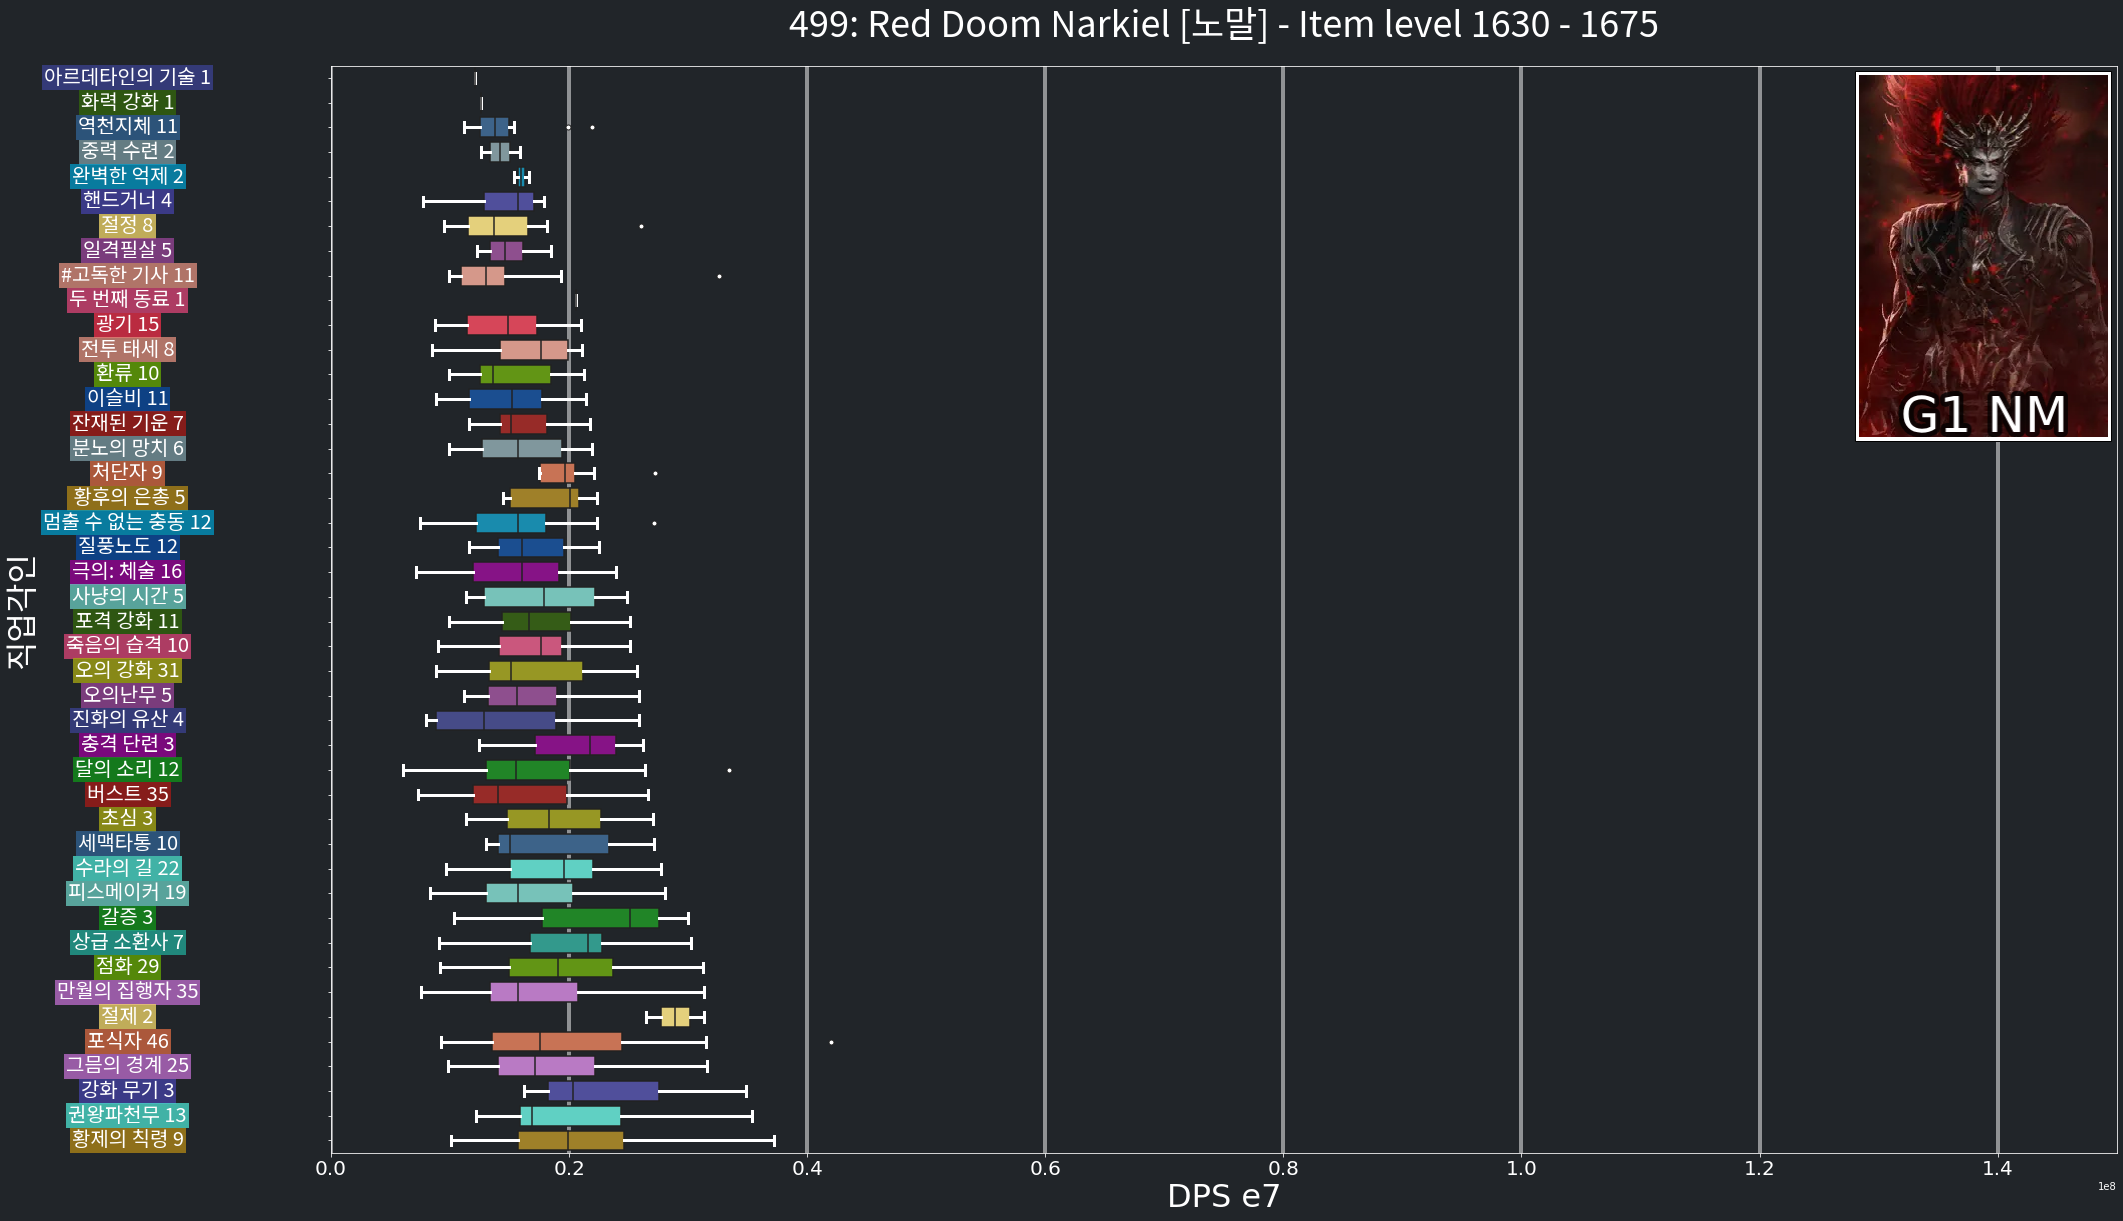 499: Red Doom Narkiel [노말] - Item level 1630 - 1675
아르데타인의 기술 1
화력 강화 1
역천지체 11
중력 수련 2
완벽한 억제 2
핸드거너 4
절정 8
일격필살 5
#고독한 기사 11
두 번째 동료 1
광기 15
전투 태세 8
환류 10
이슬비 11
잔재된 기운 7
분노의 망치 6
처단자 9
황후의 은총 5
멈출 수 없는 충동 12
질풍노도 12
극의: 체술 16
사냥의 시간 5
포격 강화 11
죽음의 습격 10
오의 강화 31
오의난무 5
진화의 유산 4
충격 단련 3
달의 소리 12
버스트 35
초심 3
세맥타통 10
수라의 길 22
피스메이커 19
갈증 3
상급 소환사 7
점화 29
만월의 집행자 35
절제 2
포식자 46
그믐의 경계 25
강화 무기 3
권왕파천무 13
황제의 칙령 9
직업각인
G1 NM
0.0 0.2 0.4 0.6 0.8 1.0 1.2 1.4
1e8
DPS e7